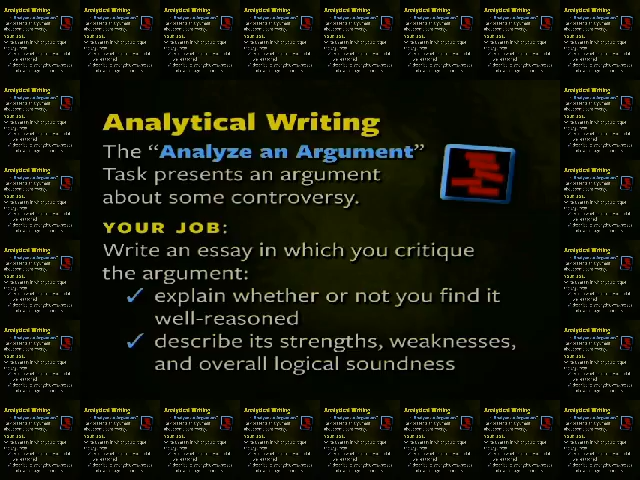 Analytical Writing
The “Analyze an Argument”
Task presents an argument
about some controversy.
YOUR JOB:
Write an essay in which you critique
the argument:
✓ explain whether or not you find it
well-reasoned
✓ describe its strengths, weaknesses,
and overall logical soundness